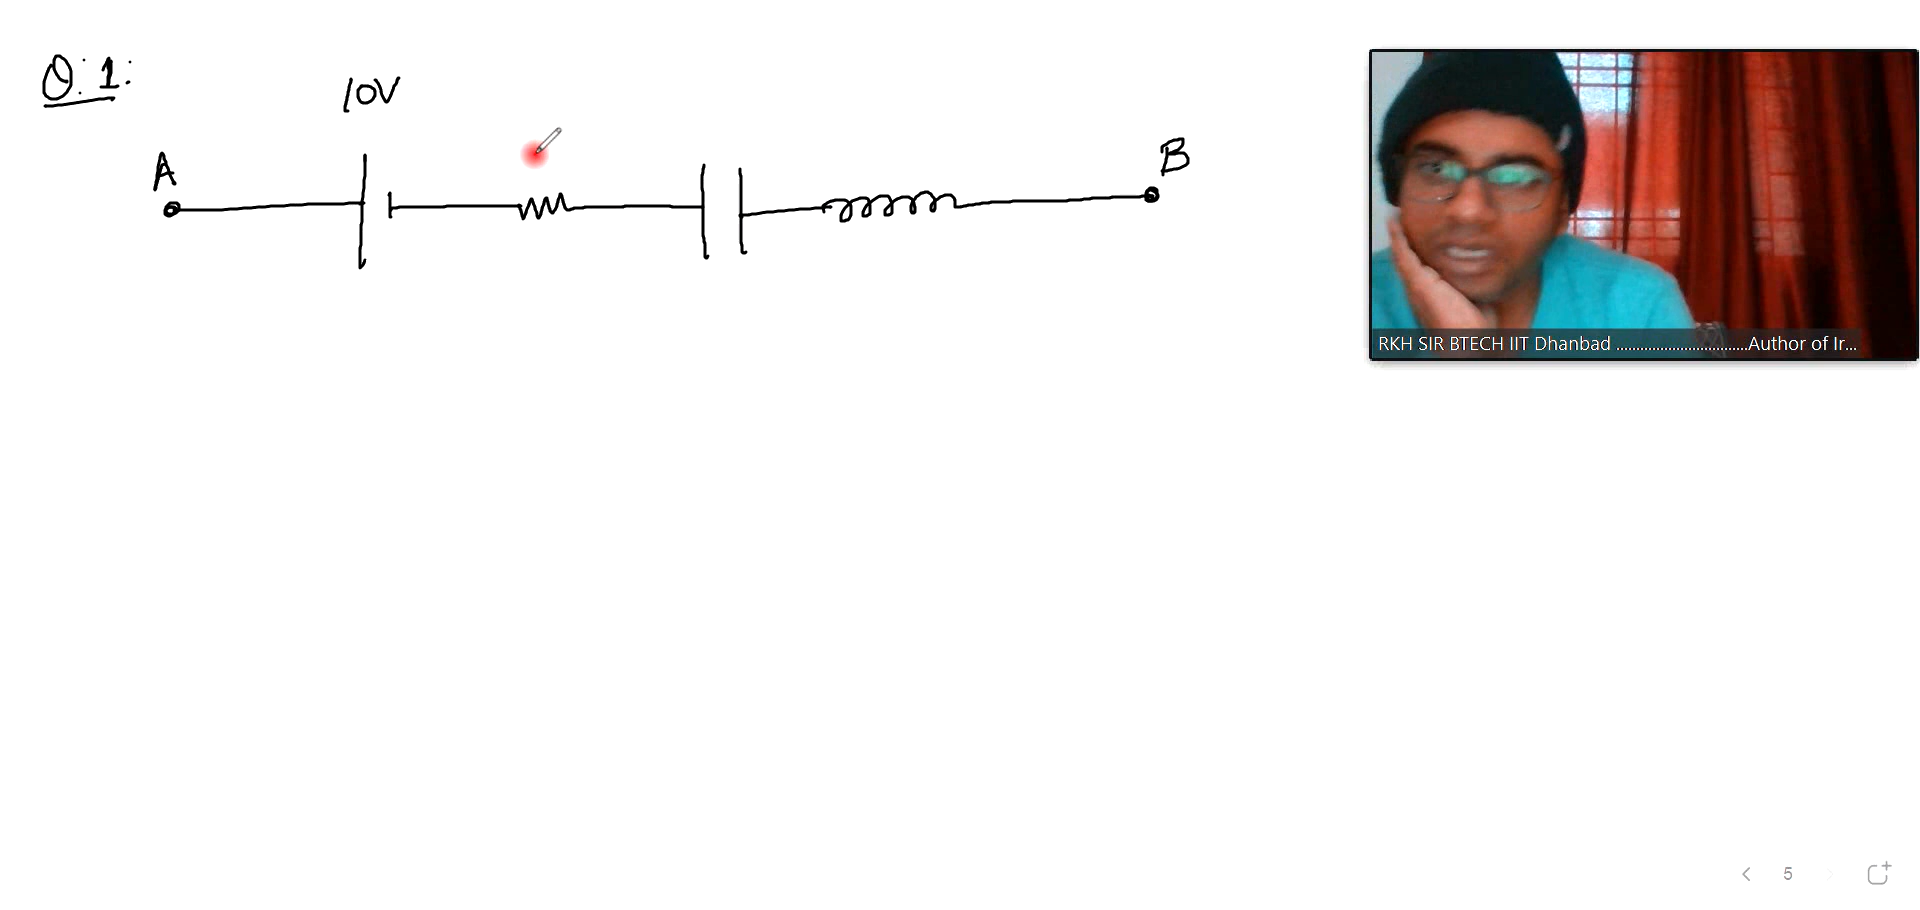 Q. 1:
10V
A
B
RKH SIR BTECH IIT Dhanbad .................................Author of Ir...
5